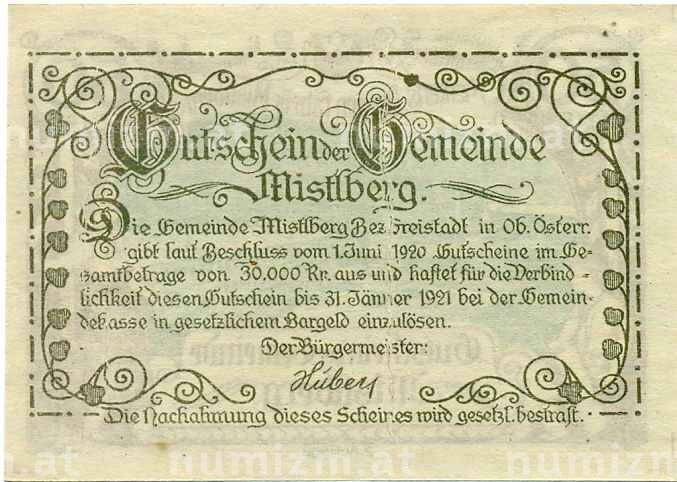 Gutschein der Gemeinde
Mistlberg.
Die Gemeinde Mistlberg Bez. Freistadt in Ob. Österr.
gibt laut Beschluss vom 1. Juni 1920 Gutscheine im Ge-
samtbetrage von 30.000 Kr. aus und haftet für die Verbind-
lichkeit diesen Gutschein bis 31. Jänner 1921 bei der Gemein-
dekasse in gesetzlichem Bargeld einzulösen.
Der Bürgermeister:
Huber
Die Nachahmung dieses Scheines wird gesetzl. bestraft.
numizm.at